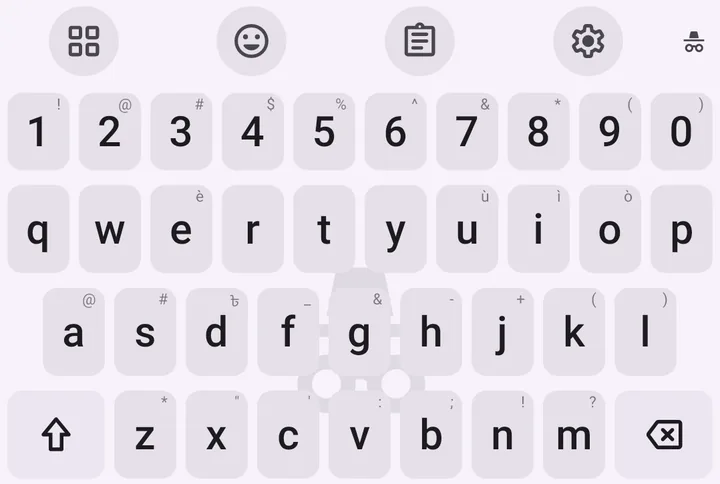 ! @ # $ % ^ & * ( )
1 2 3 4 5 6 7 8 9 0
è ù ì ò
q w e r t y u i o p
@ # ৳ _ & - + ( )
a s d f g h j k l
* " ' : ; ! ?
z x c v b n m